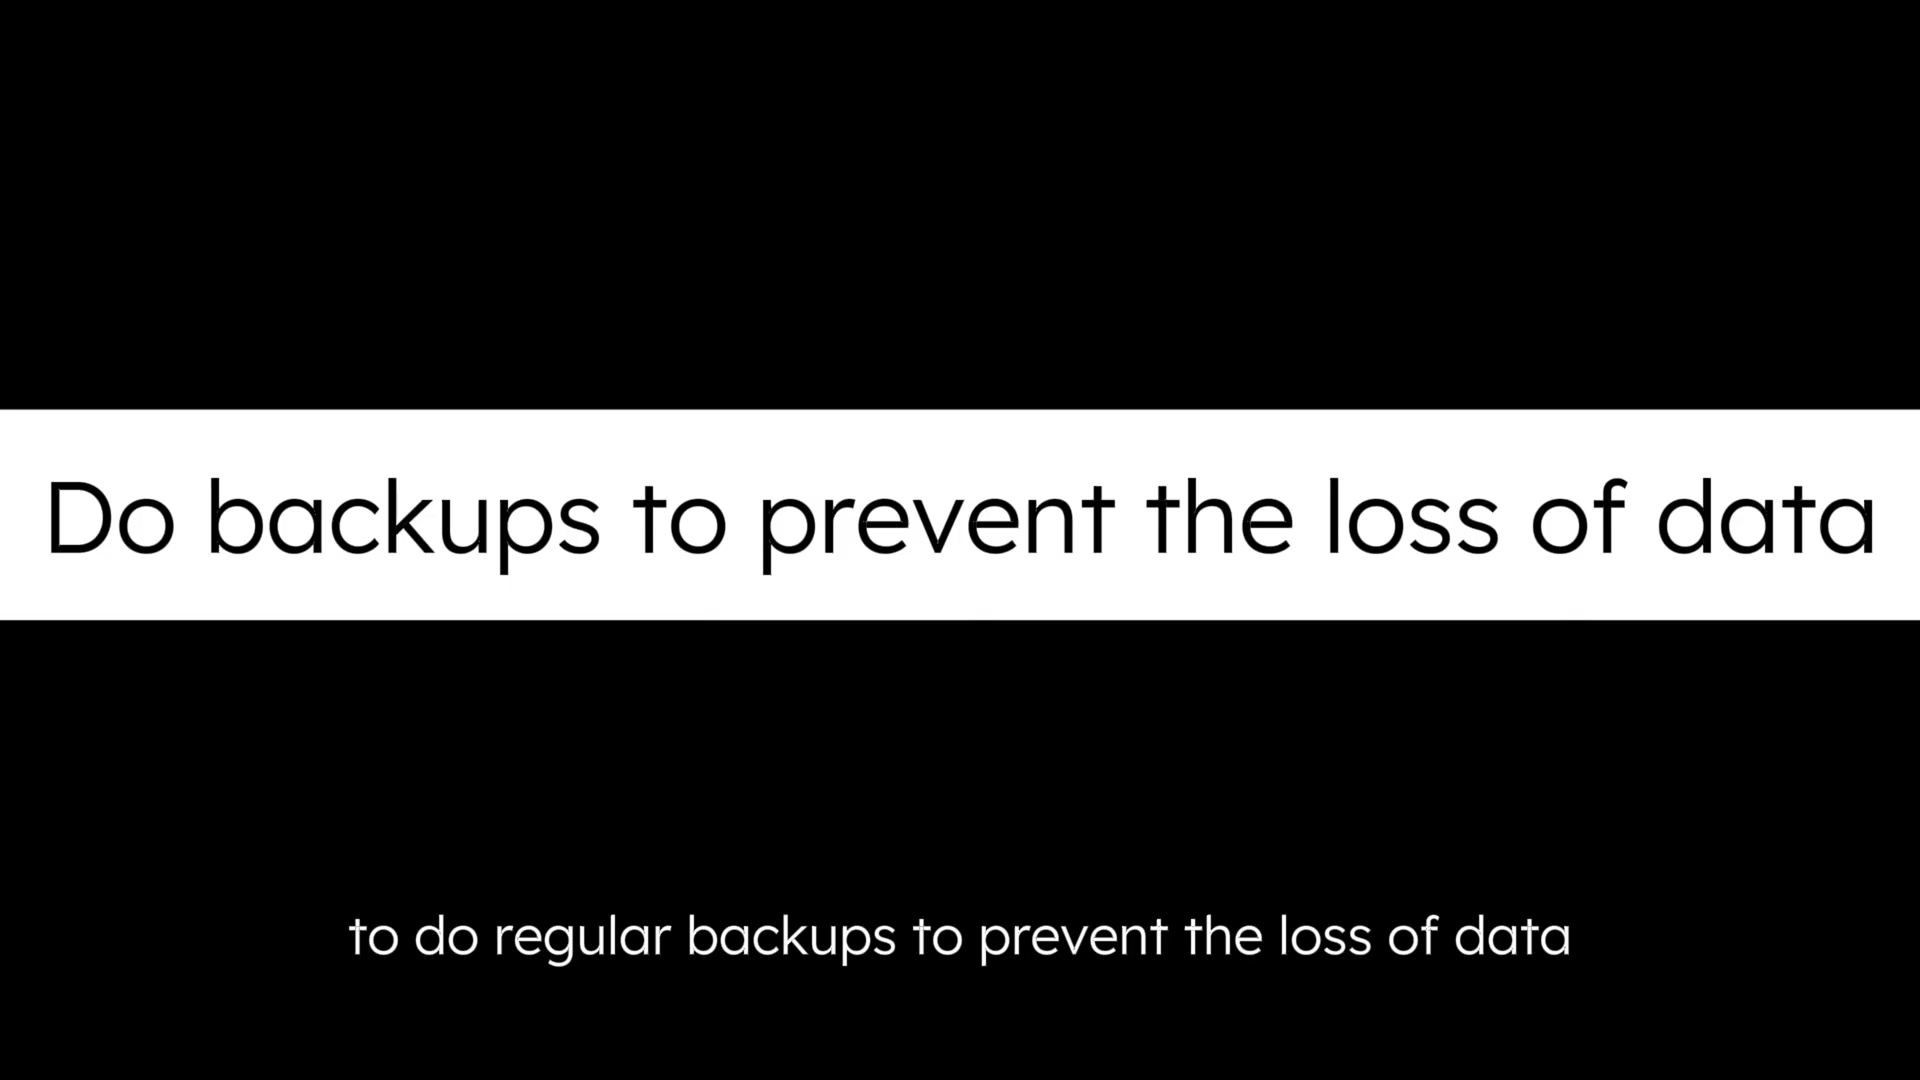 Do backups to prevent the loss of data
to do regular backups to prevent the loss of data